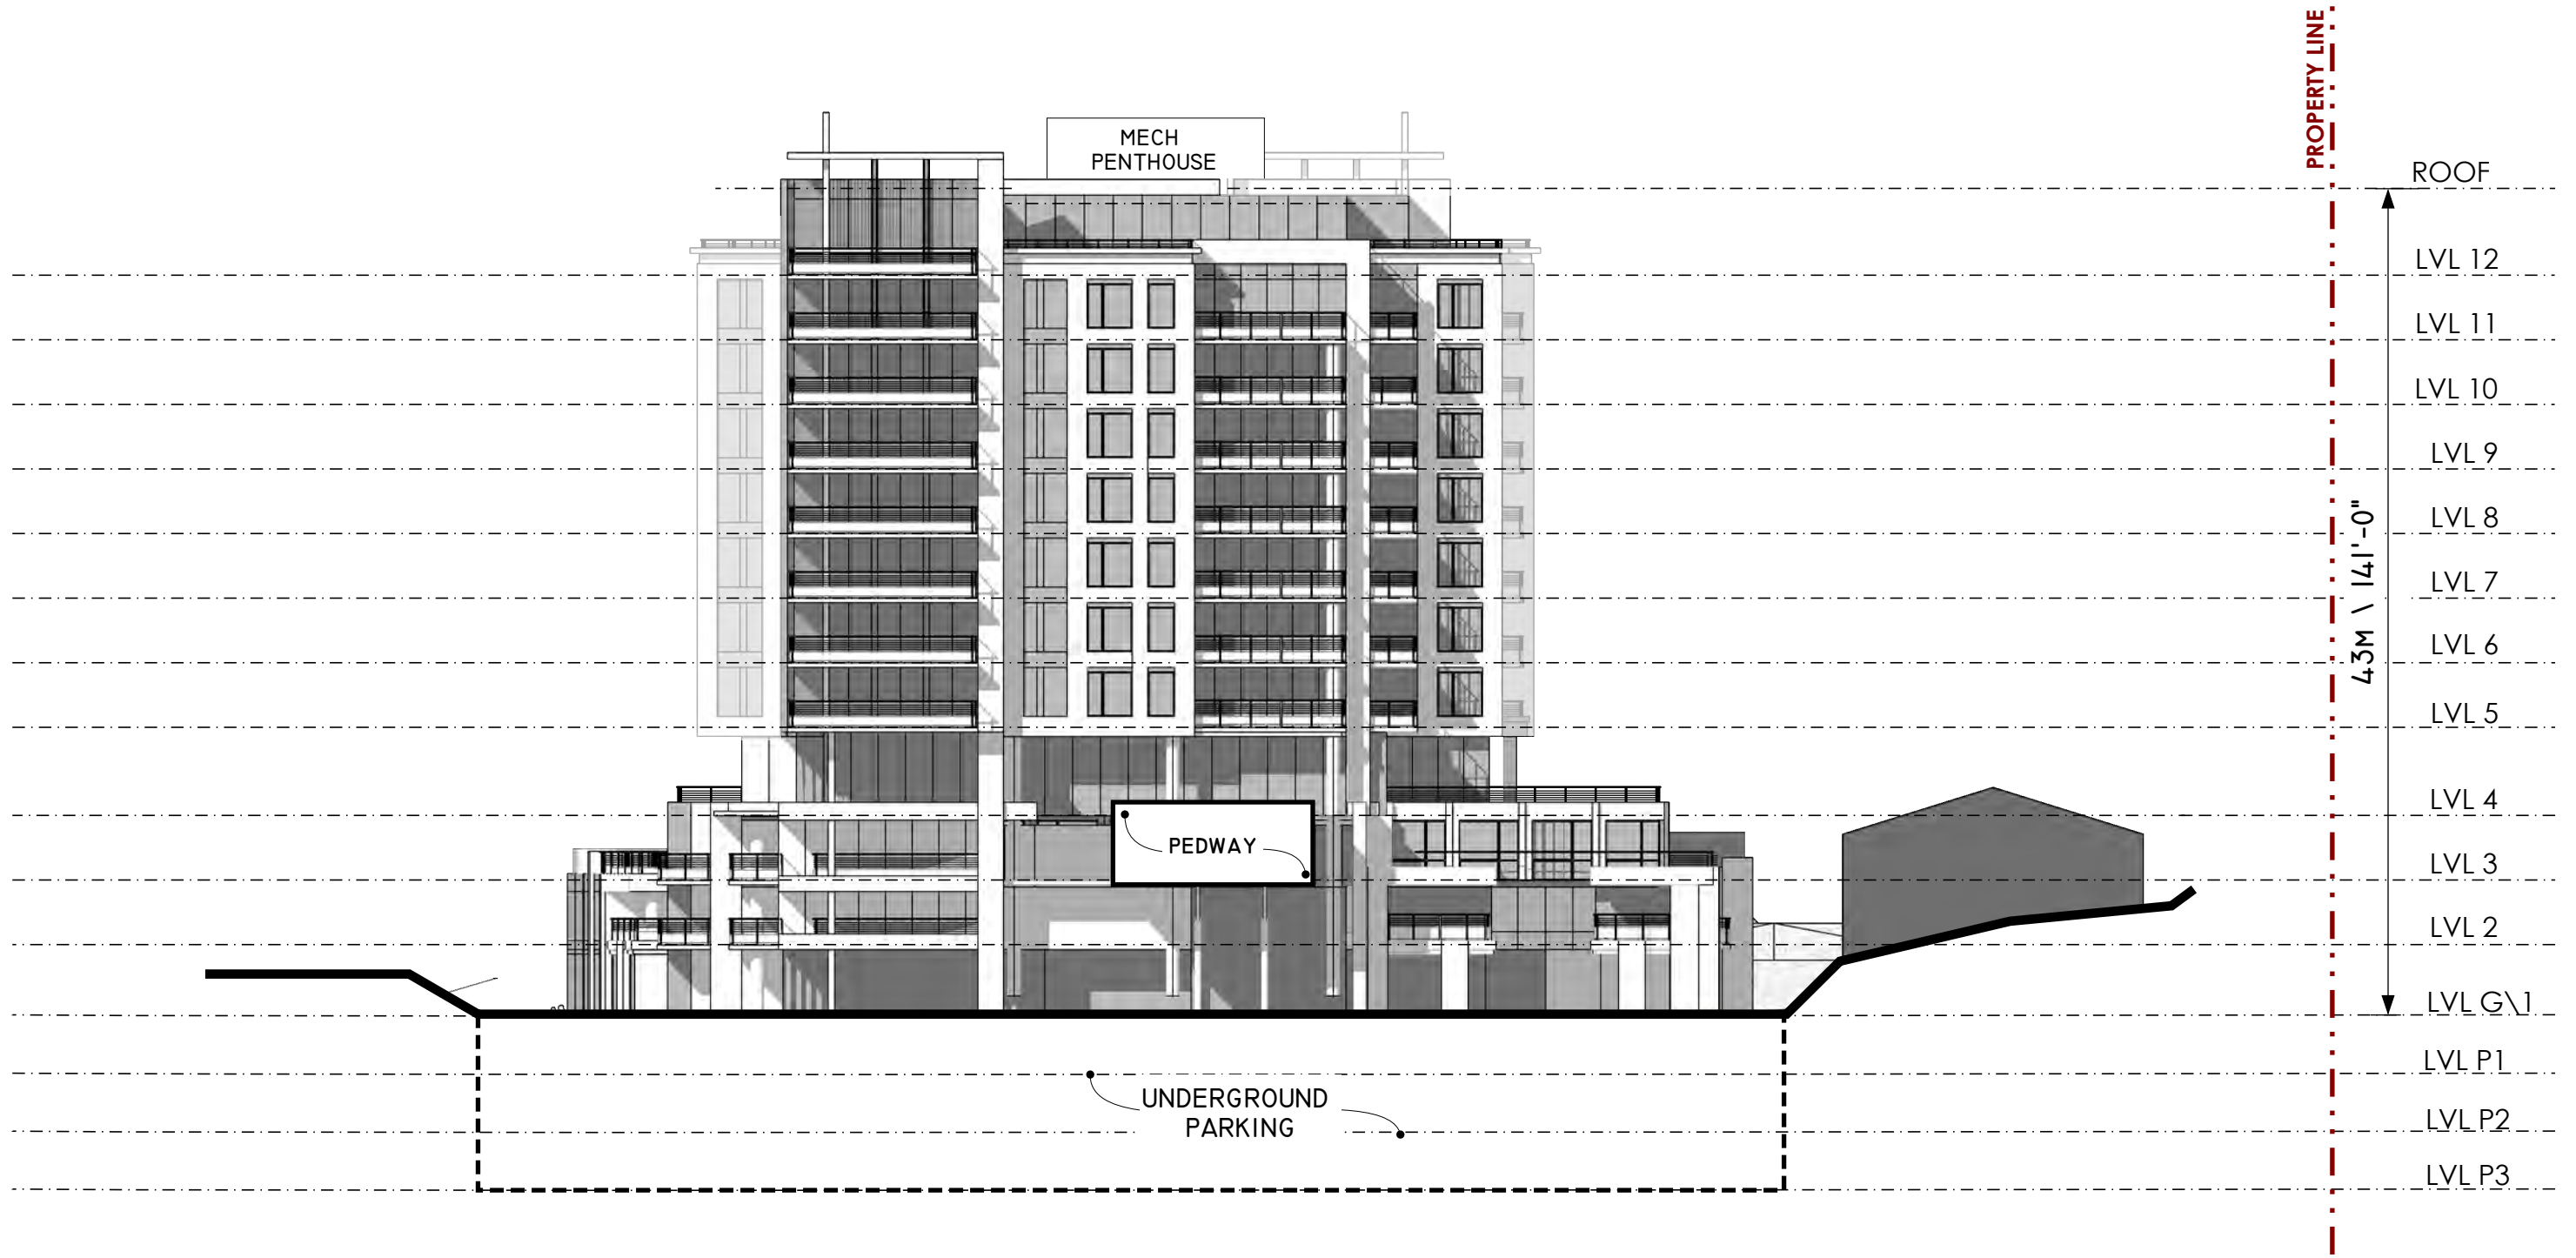 PROPERTY LINE
MECH
PENTHOUSE
ROOF
LVL 12
LVL 11
LVL 10
LVL 9
LVL 8
43M \ 141'-0"
LVL 7
LVL 6
LVL 5
LVL 4
PEDWAY
LVL 3
LVL 2
LVL G\1
LVL P1
UNDERGROUND
PARKING
LVL P2
LVL P3